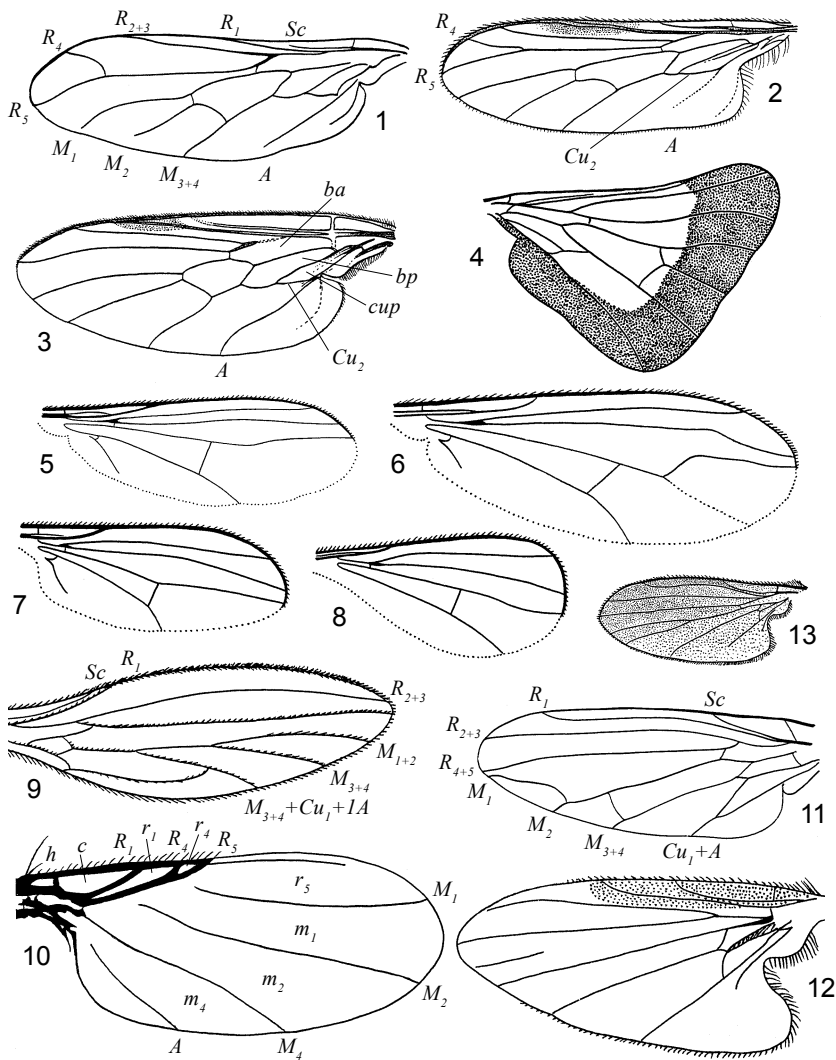 R2+3 R1 Sc
R4
R5
M1 M2 M3+4 A
1
R4
R5
Cu2 A
2
ba
bp
cup
Cu2
A
3
4
5
6
7
8
13
Sc R1
R2+3
M1+2
M3+4
M3+4+Cu1+1A
9
R1 Sc
R2+3
R4+5
M1
M2
M3+4
Cu1+A
11
h c R1 r1 R4 r4 R5
r5
M1
m1
m2
M2
m4
A M4
10
12